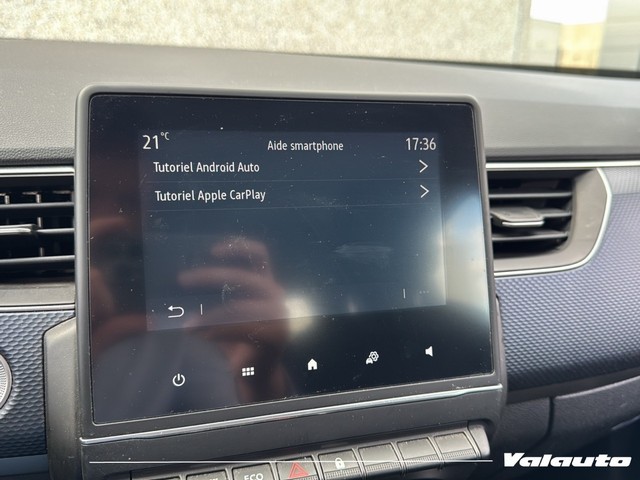 21°C Aide smartphone 17:36
Tutoriel Android Auto
Tutoriel Apple CarPlay
ECO
Valauto